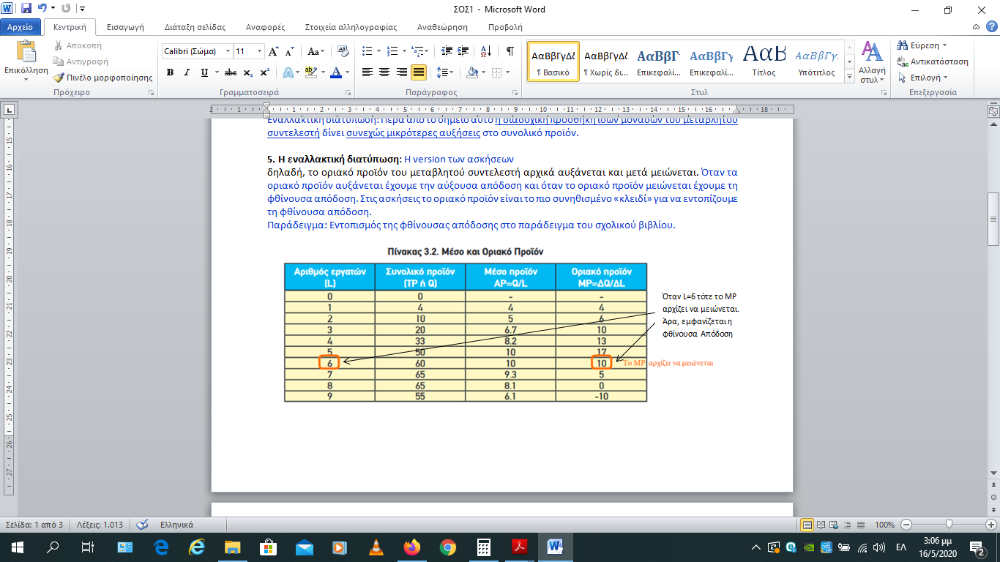 ΣΟΣ1 - Microsoft Word
Αρχείο Κεντρική Εισαγωγή Διάταξη σελίδας Αναφορές Στοιχεία αλληλογραφίας Αναθεώρηση Προβολή
Επικόλληση
Αποκοπή
Αντιγραφή
Πινέλο μορφοποίησης
Πρόχειρο
Calibri (Σώμα) 11
Γραμματοσειρά
Παράγραφος
ΑαΒβΓγΔδ ΑαΒβΓγΔδ ΑαΒβΓ ΑαΒβΓγ ΑαΒ ΑαΒβΓγ
¶ Βασικό ¶ Χωρίς δι... Επικεφαλί... Επικεφαλί... Τίτλος Υπότιτλος
Στυλ
Αλλαγή στυλ
Εύρεση
Αντικατάσταση
Επιλογή
Επεξεργασία
Εναλλακτική διατύπωση: Πέρα από το σημείο αυτό η διαδοχική προσθήκη ίσων μονάδων του μεταβλητού
συντελεστή δίνει συνεχώς μικρότερες αυξήσεις στο συνολικό προϊόν.
5. Η εναλλακτική διατύπωση: Η version των ασκήσεων
δηλαδή, το οριακό προϊόν του μεταβλητού συντελεστή αρχικά αυξάνεται και μετά μειώνεται. Όταν τα
οριακό προϊόν αυξάνεται έχουμε την αύξουσα απόδοση και όταν το οριακό προϊόν μειώνεται έχουμε τη
φθίνουσα απόδοση. Στις ασκήσεις το οριακό προϊόν είναι το πιο συνηθισμένο «κλειδί» για να εντοπίζουμε
τη φθίνουσα απόδοση.
Παράδειγμα: Εντοπισμός της φθίνουσας απόδοσης στο παράδειγμα του σχολικού βιβλίου.
Πίνακας 3.2. Μέσο και Οριακό Προϊόν
Αριθμός εργατών Συνολικό προϊόν Μέσο προϊόν Οριακό προϊόν
(L) (TP ή Q) AP=Q/L MP=ΔQ/ΔL
0 0 - -
1 4 4 4
2 10 5 6
3 20 6.7 10
4 33 8.2 13
5 50 10 17
6 60 10 10
7 65 9.3 5
8 65 8.1 0
9 55 6.1 -10
Όταν L=6 τότε το MP
αρχίζει να μειώνεται.
Άρα, εμφανίζεται η
φθίνουσα Απόδοση
Το MP αρχίζει να μειώνεται
Σελίδα: 1 από 3 Λέξεις: 1.013 Ελληνικά 100%
ΕΛ
3:06 μμ
16/5/2020
2